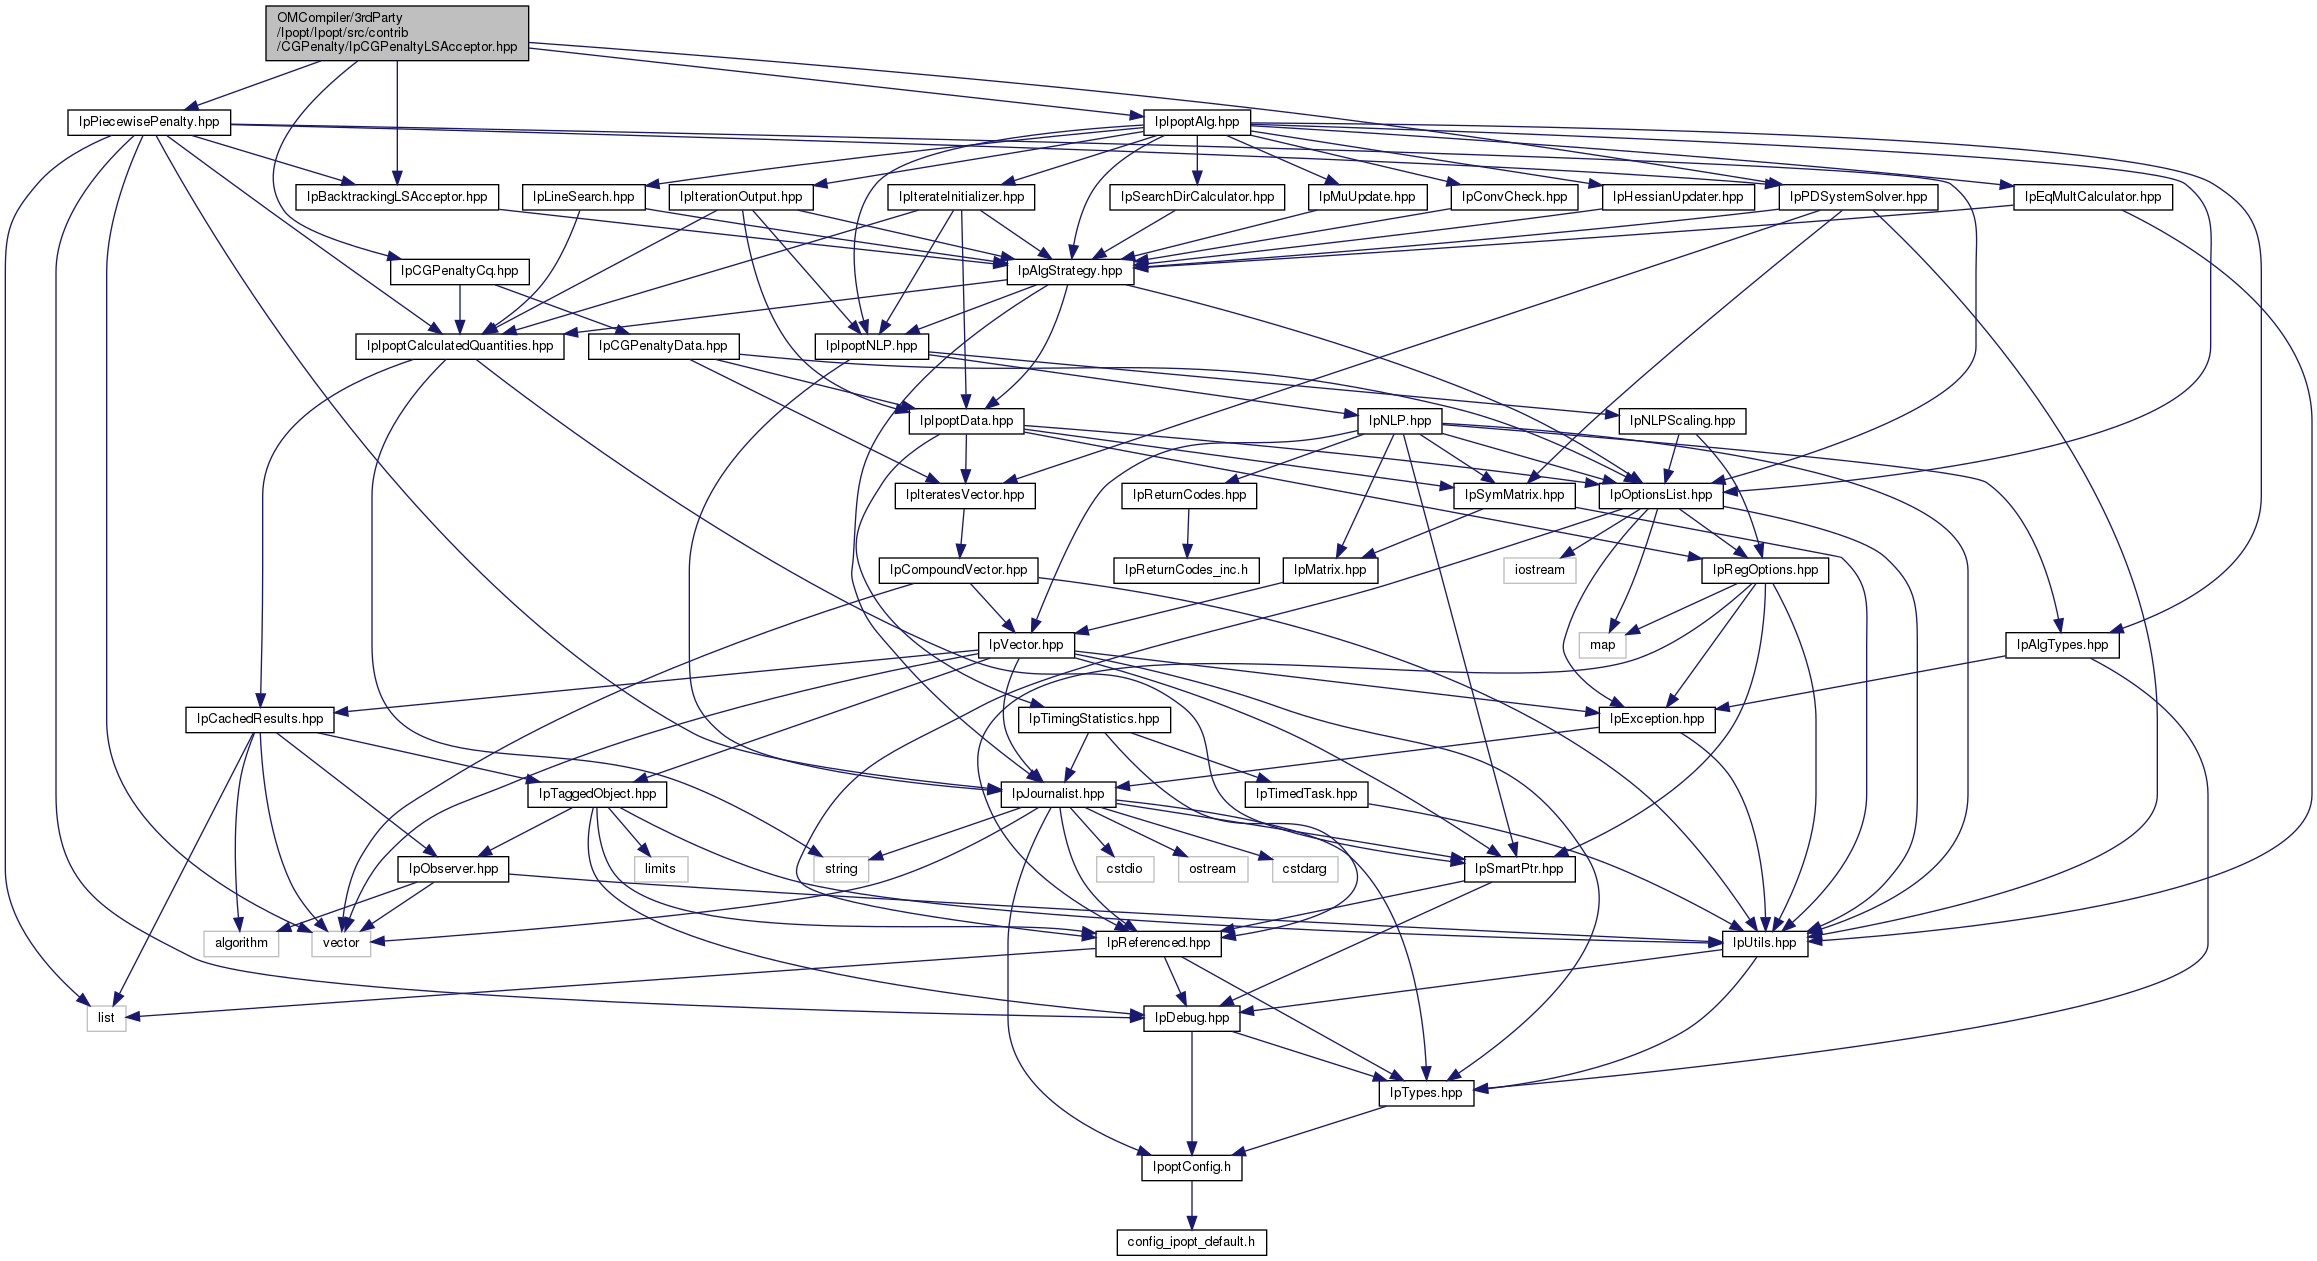 OMCompiler/3rdParty
/Ipopt/Ipopt/src/contrib
/CGPenalty/IpCGPenaltyLSAcceptor.hpp
IpPiecewisePenalty.hpp
IpIpoptAlg.hpp
IpBacktrackingLSAcceptor.hpp
IpLineSearch.hpp
IpIterationOutput.hpp
IpIterateInitializer.hpp
IpSearchDirCalculator.hpp
IpMuUpdate.hpp
IpConvCheck.hpp
IpHessianUpdater.hpp
IpPDSystemSolver.hpp
IpEqMultCalculator.hpp
IpCGPenaltyCq.hpp
IpAlgStrategy.hpp
IpIpoptCalculatedQuantities.hpp
IpCGPenaltyData.hpp
IpIpoptNLP.hpp
IpIpoptData.hpp
IpNLP.hpp
IpNLPScaling.hpp
IpIteratesVector.hpp
IpReturnCodes.hpp
IpSymMatrix.hpp
IpOptionsList.hpp
IpCompoundVector.hpp
IpReturnCodes_inc.h
IpMatrix.hpp
iostream
IpRegOptions.hpp
IpVector.hpp
map
IpAlgTypes.hpp
IpCachedResults.hpp
IpTimingStatistics.hpp
IpException.hpp
IpTaggedObject.hpp
IpJournalist.hpp
IpTimedTask.hpp
IpObserver.hpp
limits
string
cstdio
ostream
cstdarg
IpSmartPtr.hpp
algorithm
vector
IpReferenced.hpp
IpUtils.hpp
list
IpDebug.hpp
IpTypes.hpp
IpoptConfig.h
config_ipopt_default.h